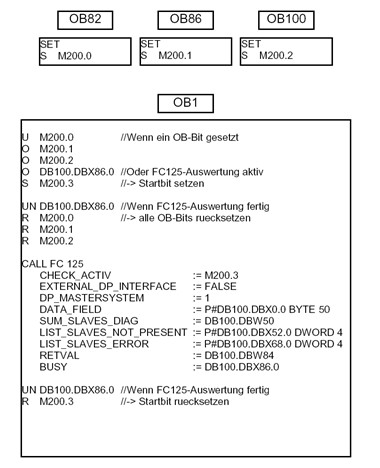 OB82 OB86 OB100
SET SET SET
S M200.0 S M200.1 S M200.2
OB1
U M200.0 //Wenn ein OB-Bit gesetzt
O M200.1
O M200.2
O DB100.DBX86.0 //Oder FC125-Auswertung aktiv
S M200.3 //-> Startbit setzen
UN DB100.DBX86.0 //Wenn FC125-Auswertung fertig
R M200.0 //-> alle OB-Bits ruecksetzen
R M200.1
R M200.2
CALL FC 125
CHECK_ACTIV := M200.3
EXTERNAL_DP_INTERFACE := FALSE
DP_MASTERSYSTEM := 1
DATA_FIELD := P#DB100.DBX0.0 BYTE 50
SUM_SLAVES_DIAG := DB100.DBW50
LIST_SLAVES_NOT_PRESENT := P#DB100.DBX52.0 DWORD 4
LIST_SLAVES_ERROR := P#DB100.DBX68.0 DWORD 4
RETVAL := DB100.DBW84
BUSY := DB100.DBX86.0
UN DB100.DBX86.0 //Wenn FC125-Auswertung fertig
R M200.3 //-> Startbit ruecksetzen